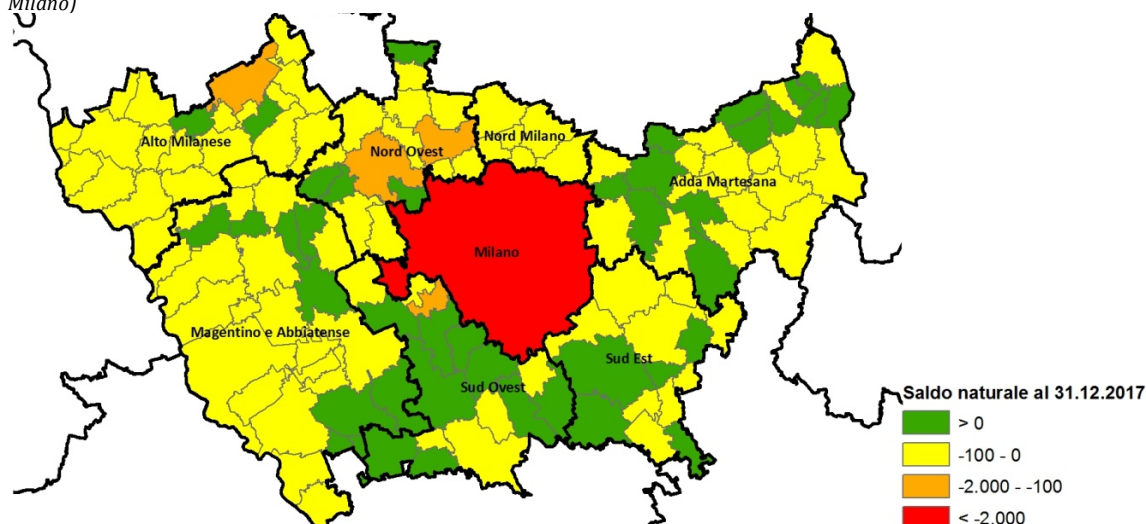 Milano)
Alto Milanese
Nord Ovest
Nord Milano
Adda Martesana
Milano
Magentino e Abbiatense
Sud Ovest
Sud Est
Saldo naturale al 31.12.2017
> 0
-100 - 0
-2.000 - -100
< -2.000